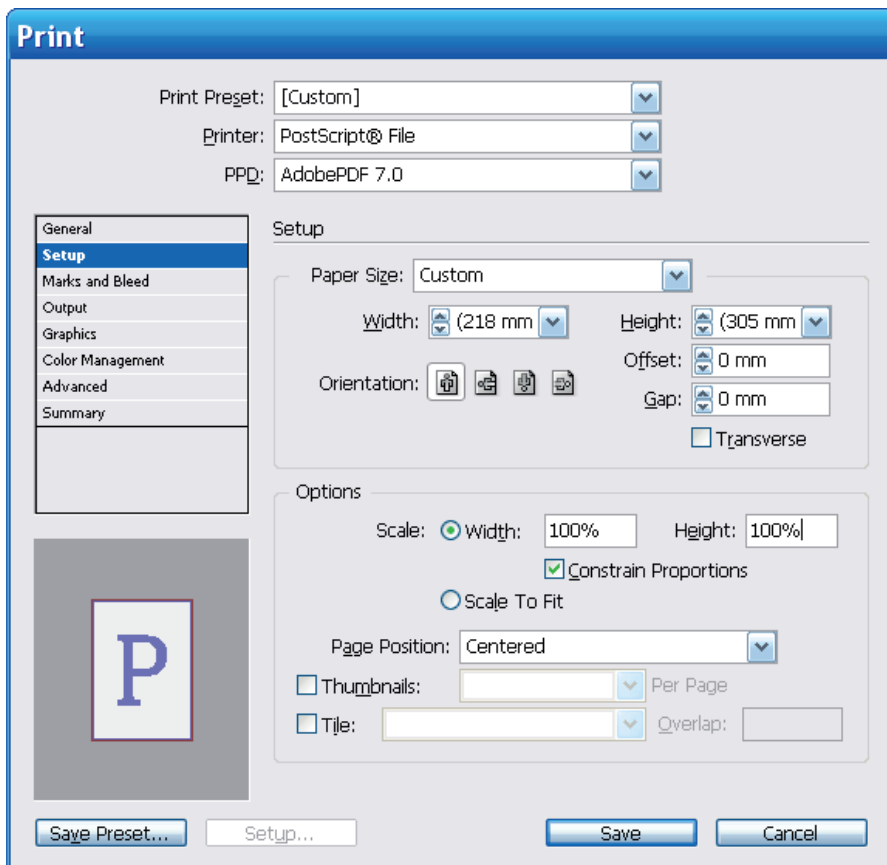 Print
Print Preset: [Custom]
Printer: PostScript® File
PPD: AdobePDF 7.0
General
Setup
Marks and Bleed
Output
Graphics
Color Management
Advanced
Summary
Setup
Paper Size: Custom
Width: (218 mm Height: (305 mm
Orientation: Offset: 0 mm
Gap: 0 mm
Transverse
Options
Scale: Width: 100% Height: 100%
Constrain Proportions
Scale To Fit
Page Position: Centered
Thumbnails: Per Page
Tile: Overlap:
P
Save Preset... Setup... Save Cancel